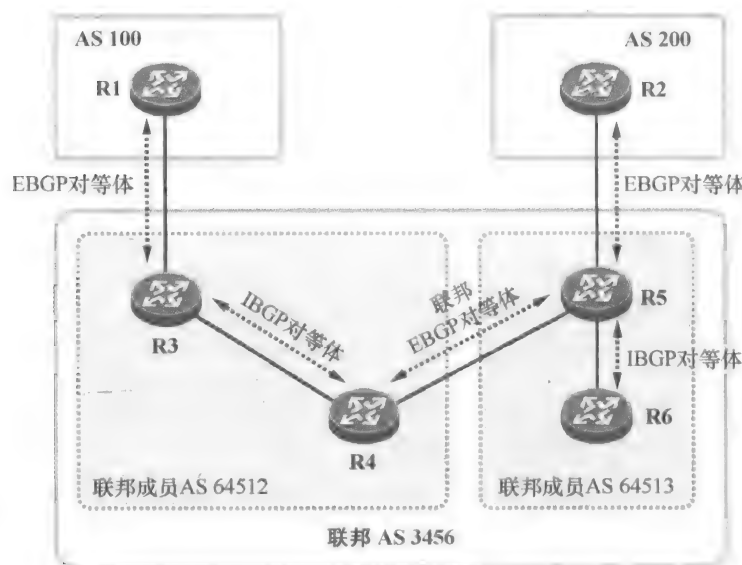 AS 100
AS 200
R1
R2
EBGP对等体
EBGP对等体
IBGP对等体
联邦
EBGP对等体
R3
R5
IBGP对等体
R4
R6
联邦成员AS 64512
联邦成员AS 64513
联邦 AS 3456